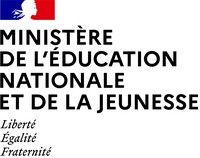 MINISTÈRE
DE L'ÉDUCATION
NATIONALE
ET DE LA JEUNESSE
Liberté
Égalité
Fraternité